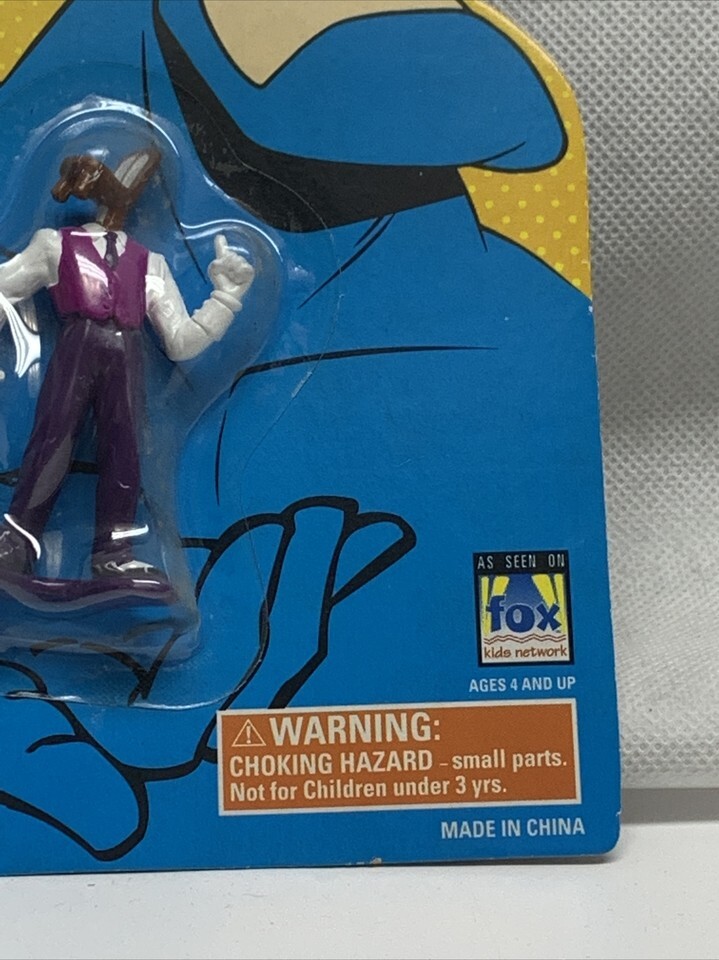 AS SEEN ON
fox
kids network
AGES 4 AND UP
WARNING:
CHOKING HAZARD – small parts.
Not for Children under 3 yrs.
MADE IN CHINA